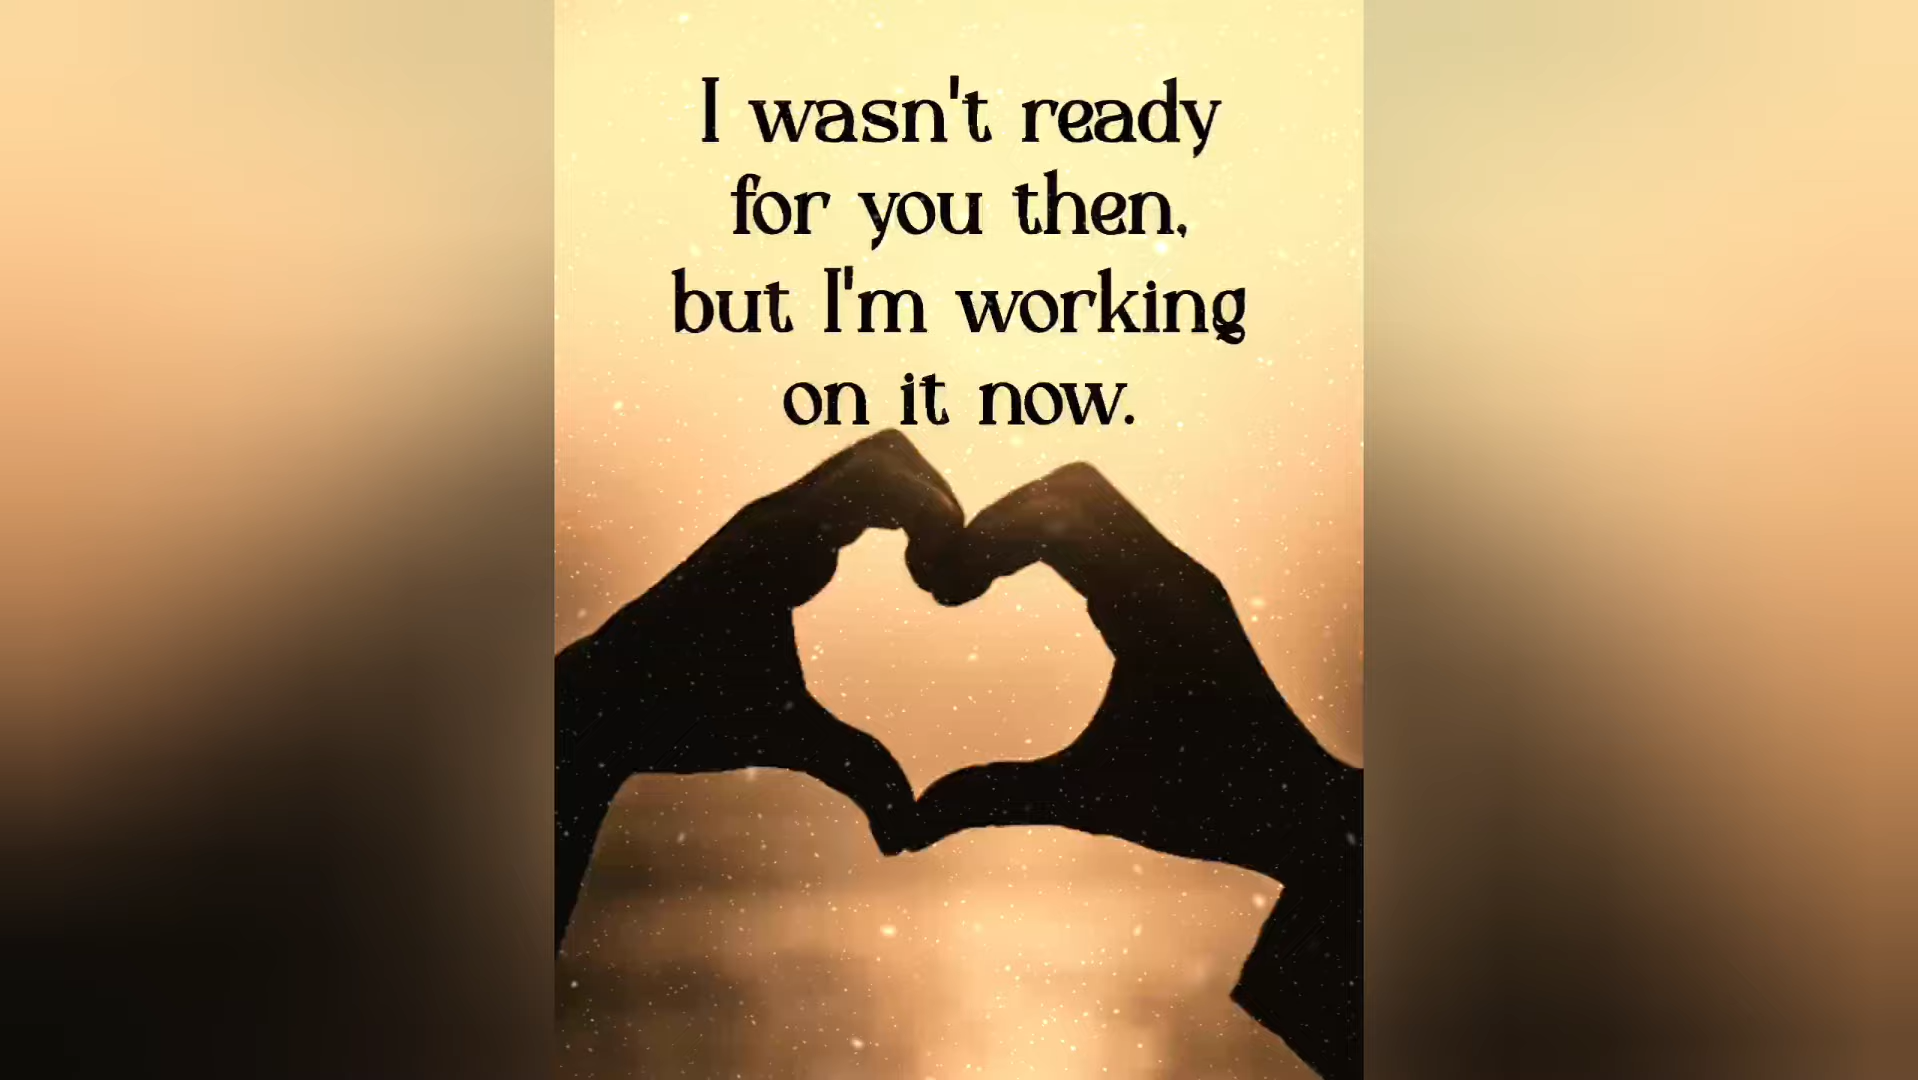 I wasn't ready
for you then,
but I'm working
on it now.